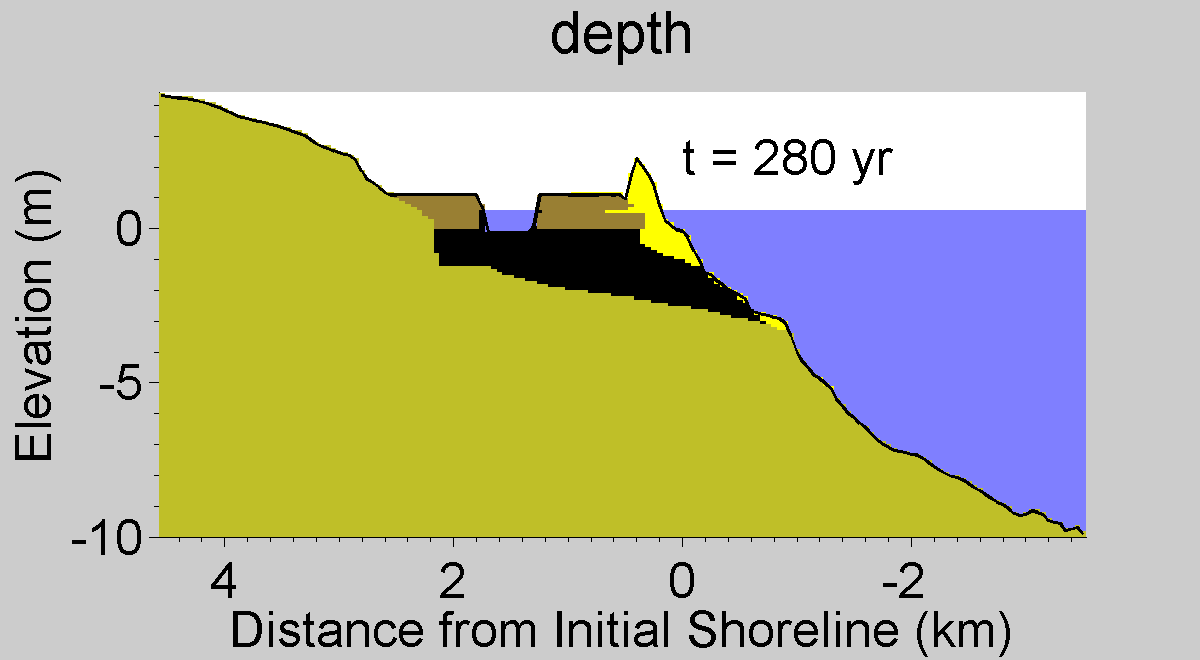 depth
t = 280 yr
Elevation (m)
0
-5
-10
4 2 0 -2
Distance from Initial Shoreline (km)